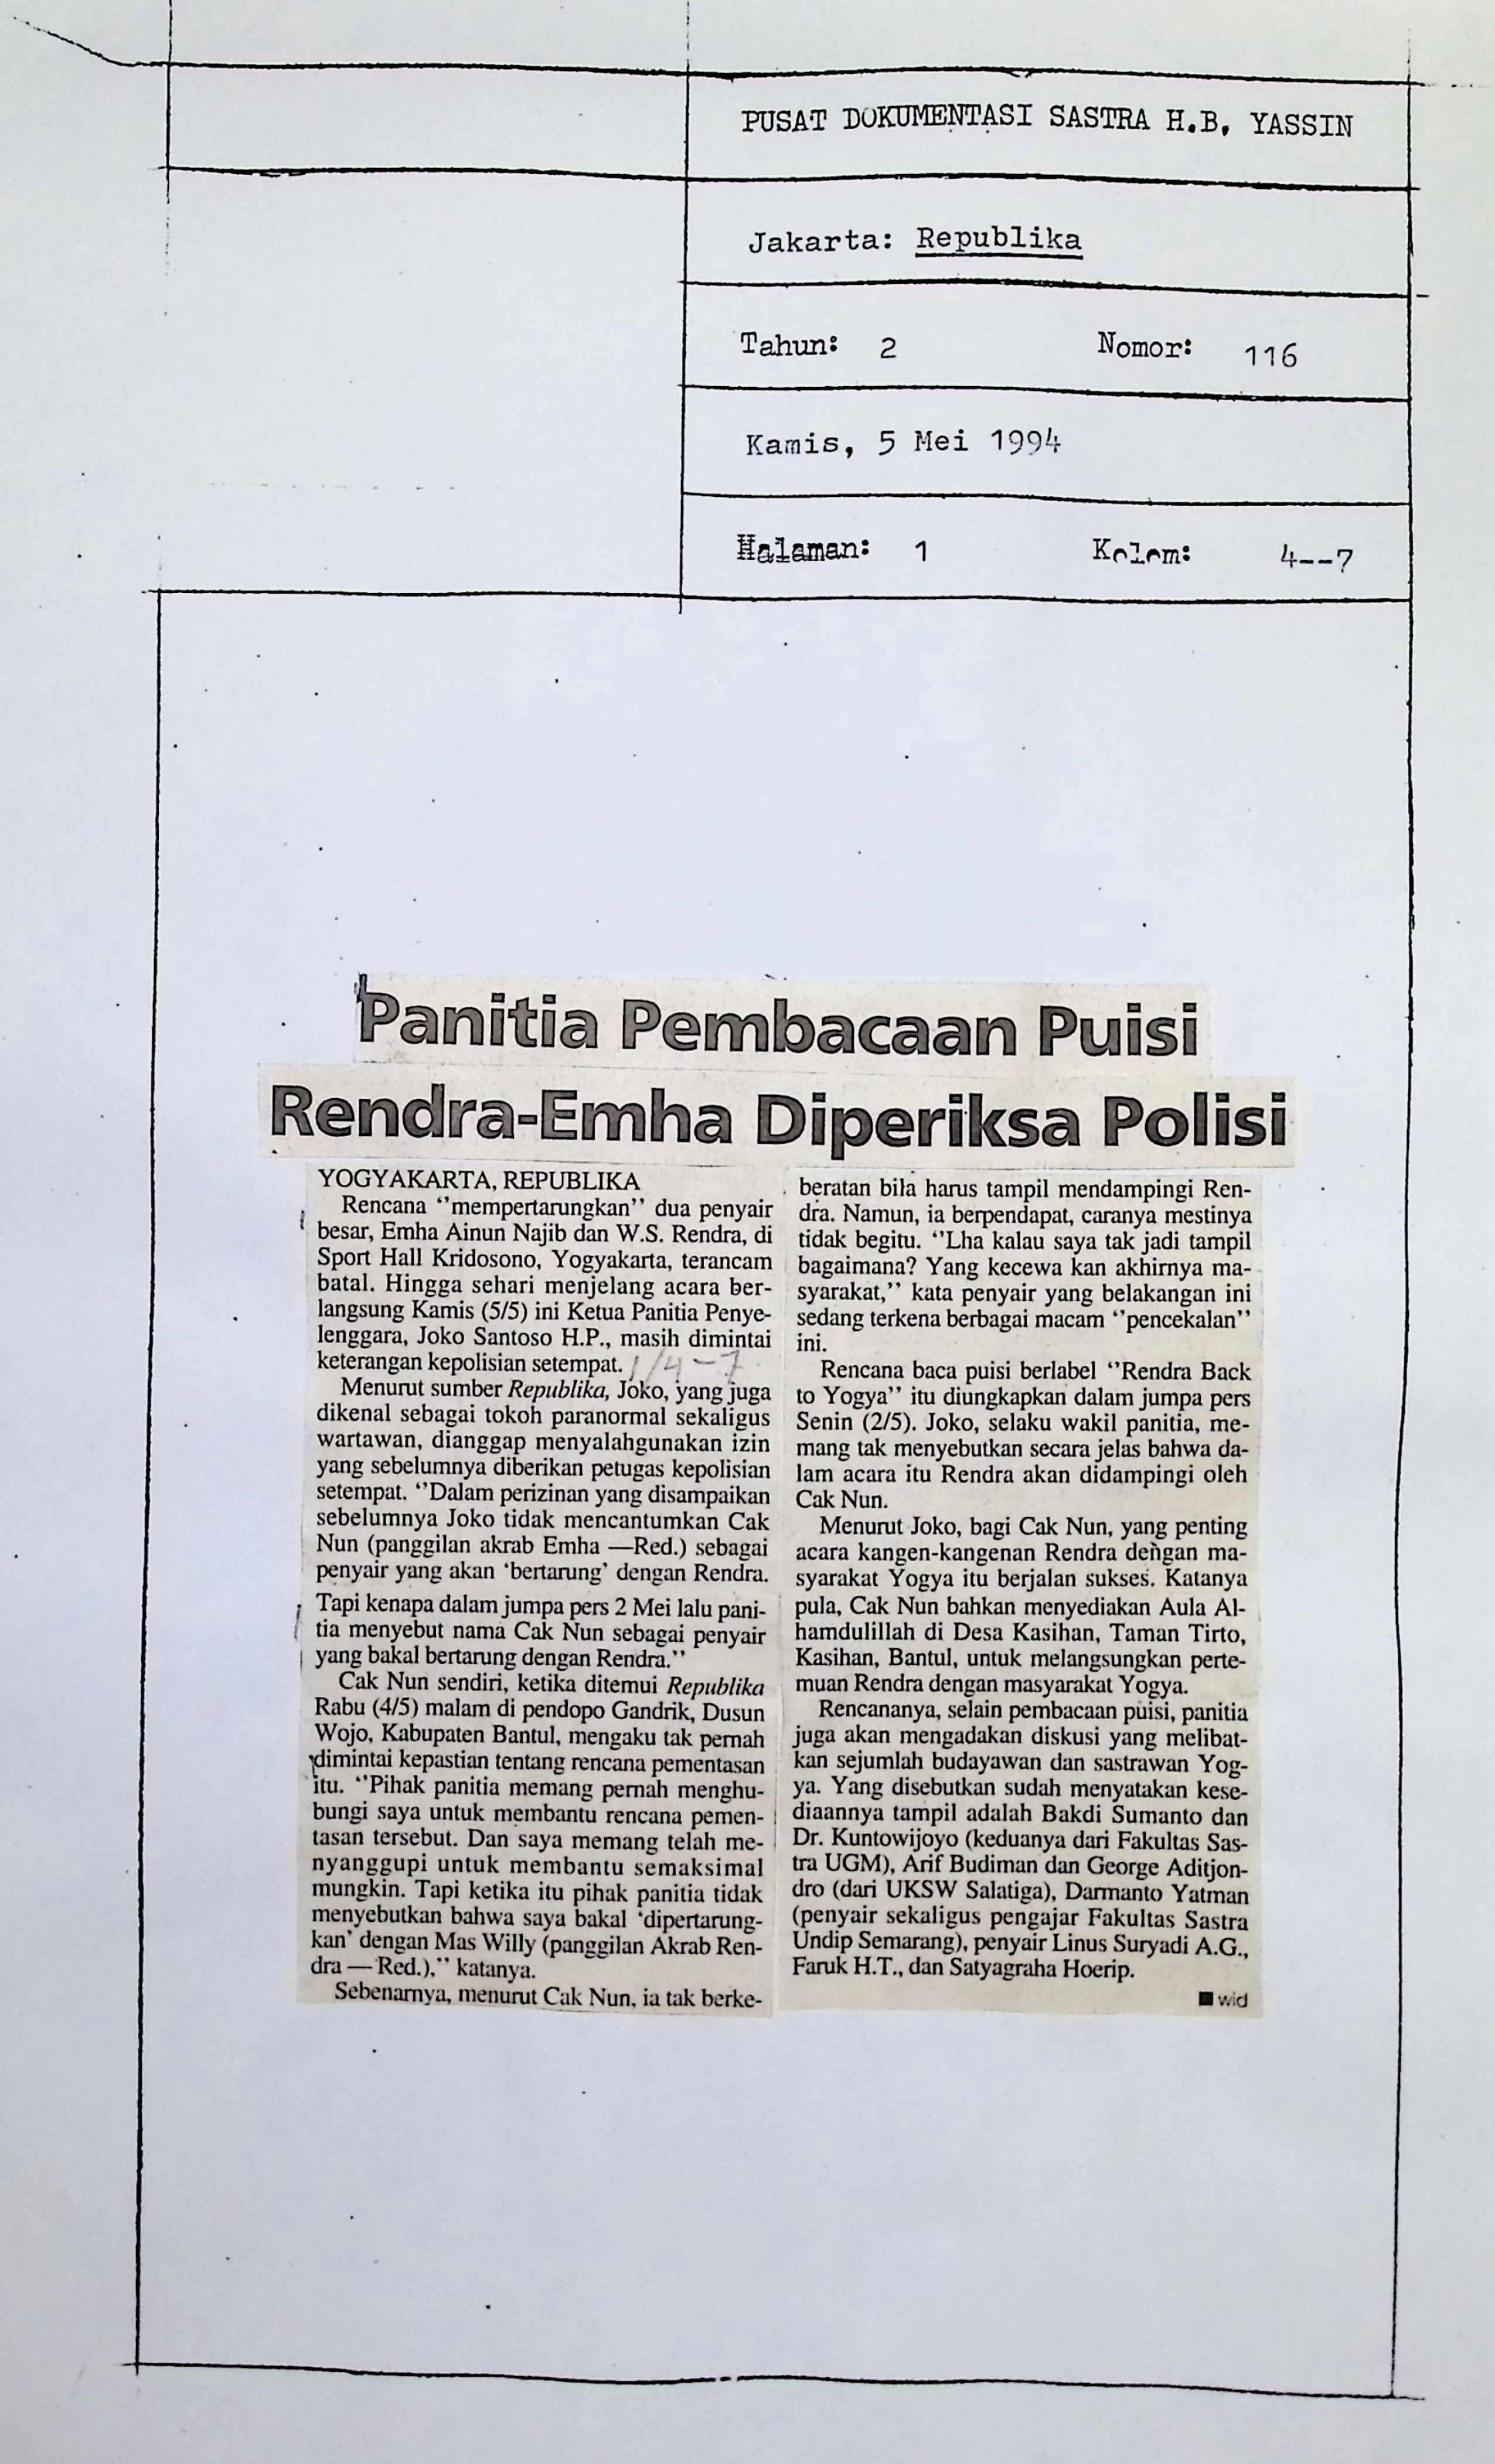 PUSAT DOKUMENTASI SASTRA H.B. YASSIN
Jakarta: Republika
Tahun: 2 Nomor: 116
Kamis, 5 Mei 1994
Halaman: 1 Kolom: 4--7
Panitia Pembacaan Puisi
Rendra-Emha Diperiksa Polisi
YOGYAKARTA, REPUBLIKA
Rencana ‘‘mempertarungkan’’ dua penyair
besar, Emha Ainun Najib dan W.S. Rendra, di
Sport Hall Kridosono, Yogyakarta, terancam
batal. Hingga sehari menjelang acara ber-
langsung Kamis (5/5) ini Ketua Panitia Penye-
lenggara, Joko Santoso H.P., masih dimintai
keterangan kepolisian setempat. 1/4-7
Menurut sumber Republika, Joko, yang juga
dikenal sebagai tokoh paranormal sekaligus
wartawan, dianggap menyalahgunakan izin
yang sebelumnya diberikan petugas kepolisian
setempat. ‘‘Dalam perizinan yang disampaikan
sebelumnya Joko tidak mencantumkan Cak
Nun (panggilan akrab Emha —Red.) sebagai
penyair yang akan ‘bertarung’ dengan Rendra.
Tapi kenapa dalam jumpa pers 2 Mei lalu pani-
tia menyebut nama Cak Nun sebagai penyair
yang bakal bertarung dengan Rendra.’’
Cak Nun sendiri, ketika ditemui Republika
Rabu (4/5) malam di pendopo Gandrik, Dusun
Wojo, Kabupaten Bantul, mengaku tak pernah
dimintai kepastian tentang rencana pementasan
itu. ‘‘Pihak panitia memang pernah menghu-
bungi saya untuk membantu rencana pemen-
tasan tersebut. Dan saya memang telah me-
nyanggupi untuk membantu semaksimal
mungkin. Tapi ketika itu pihak panitia tidak
menyebutkan bahwa saya bakal ‘dipertarung-
kan’ dengan Mas Willy (panggilan Akrab Ren-
dra — Red.),’’ katanya.
Sebenarnya, menurut Cak Nun, ia tak berke-
beratan bila harus tampil mendampingi Ren-
dra. Namun, ia berpendapat, caranya mestinya
tidak begitu. ‘‘Lha kalau saya tak jadi tampil
bagaimana? Yang kecewa kan akhirnya ma-
syarakat,’’ kata penyair yang belakangan ini
sedang terkena berbagai macam ‘‘pencekalan’’
ini.
Rencana baca puisi berlabel ‘‘Rendra Back
to Yogya’’ itu diungkapkan dalam jumpa pers
Senin (2/5). Joko, selaku wakil panitia, me-
mang tak menyebutkan secara jelas bahwa da-
lam acara itu Rendra akan didampingi oleh
Cak Nun.
Menurut Joko, bagi Cak Nun, yang penting
acara kangen-kangenan Rendra dengan ma-
syarakat Yogya itu berjalan sukses. Katanya
pula, Cak Nun bahkan menyediakan Aula Al-
hamdulillah di Desa Kasihan, Taman Tirto,
Kasihan, Bantul, untuk melangsungkan perte-
muan Rendra dengan masyarakat Yogya.
Rencananya, selain pembacaan puisi, panitia
juga akan mengadakan diskusi yang melibat-
kan sejumlah budayawan dan sastrawan Yog-
ya. Yang disebutkan sudah menyatakan kese-
diaannya tampil adalah Bakdi Sumanto dan
Dr. Kuntowijoyo (keduanya dari Fakultas Sas-
tra UGM), Arif Budiman dan George Aditjon-
dro (dari UKSW Salatiga), Darmanto Yatman
(penyair sekaligus pengajar Fakultas Sastra
Undip Semarang), penyair Linus Suryadi A.G.,
Faruk H.T., dan Satyagraha Hoerip.
■ wid